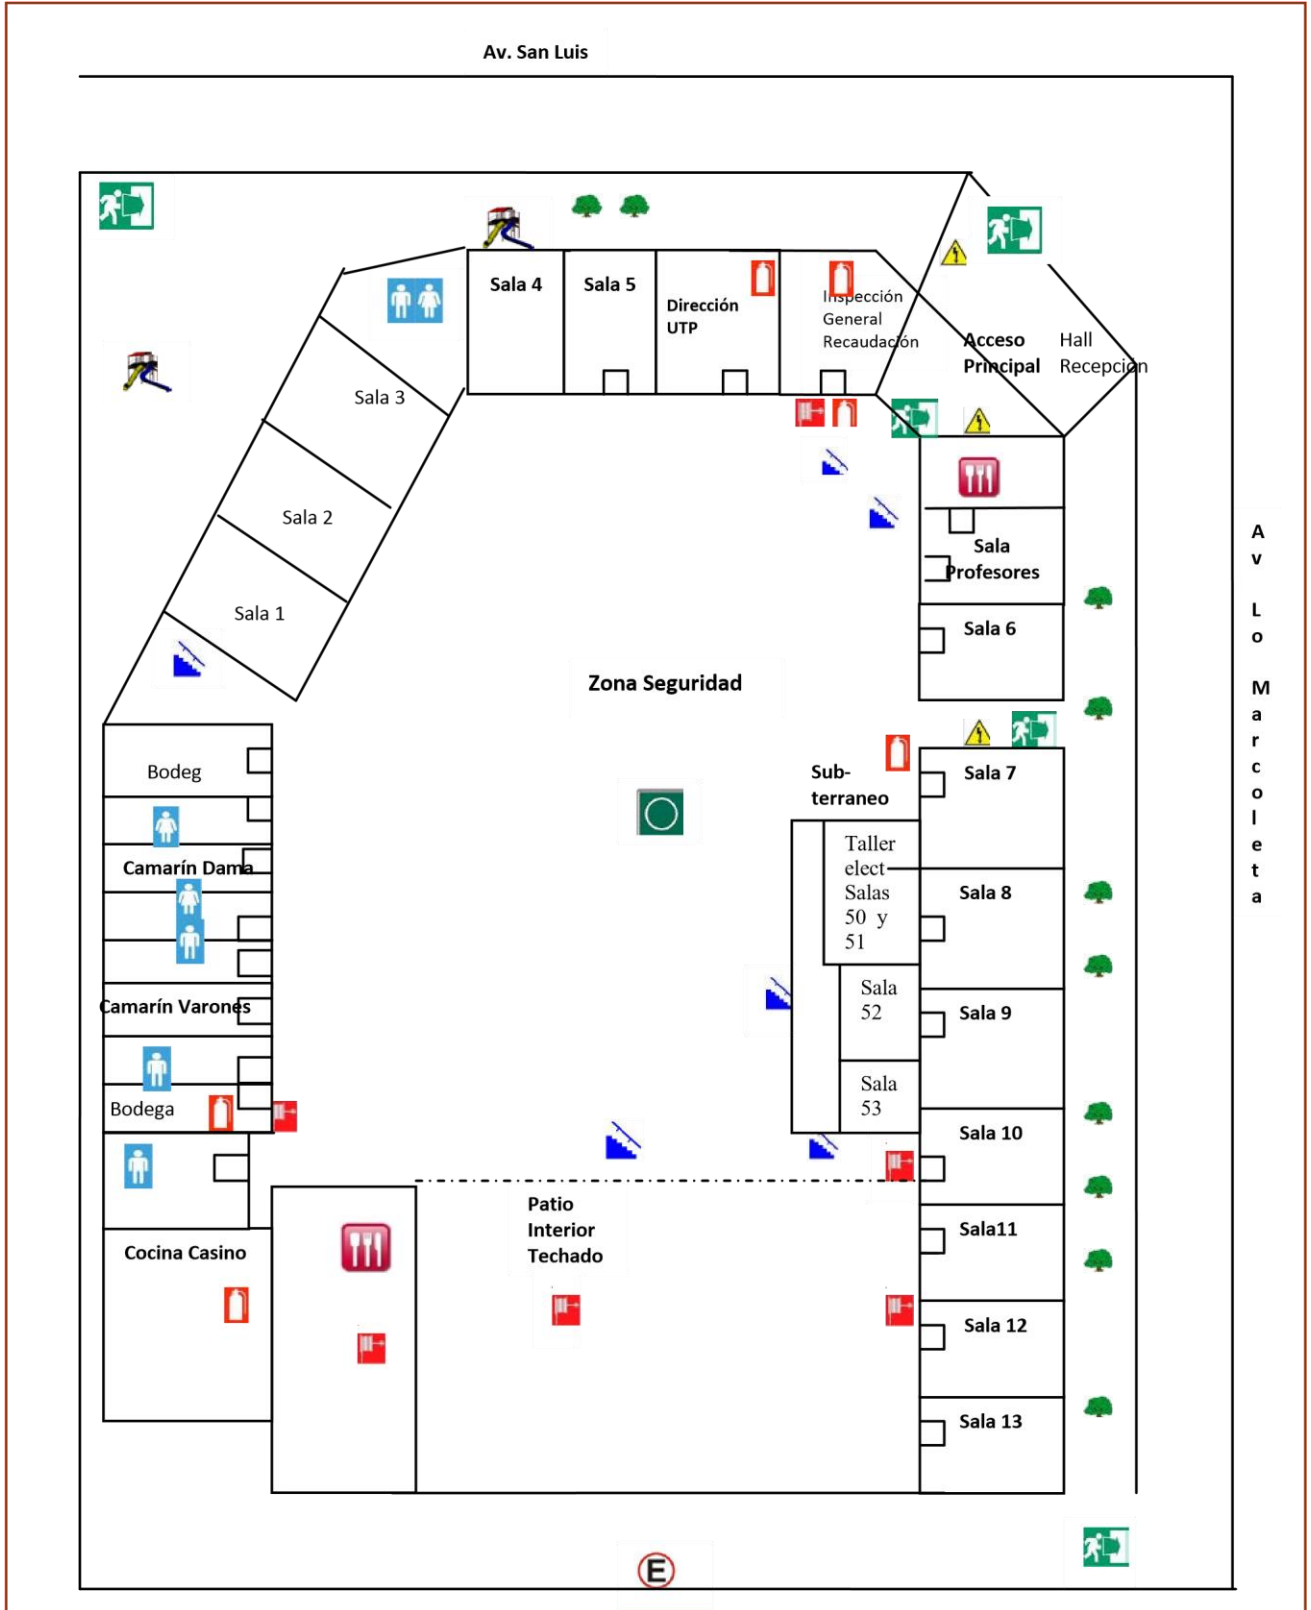 Av. San Luis
Sala 4
Sala 5
Dirección
UTP
Inspección
General
Recaudación
Acceso
Principal
Hall
Recepción
Sala 3
Sala 2
Sala 1
Sala
Profesores
Sala 6
Av Lo Marcoleta
Zona Seguridad
Bodeg
Camarín Dama
Camarín Varones
Bodega
Cocina Casino
Sub-
terraneo
Taller
elect
Salas
50 y
51
Sala
52
Sala
53
Sala 7
Sala 8
Sala 9
Sala 10
Sala11
Sala 12
Sala 13
Patio
Interior
Techado
E